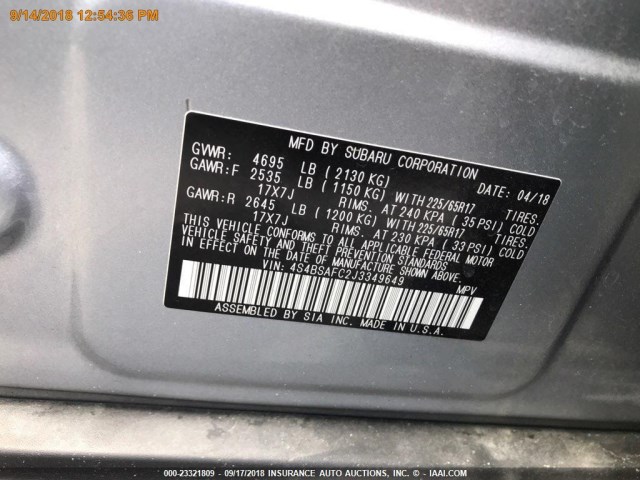 9/14/2018 12:54:36 PM
MFD BY SUBARU CORPORATION DATE: 04/18
GVWR: 4695 LB ( 2130 KG)
GAWR:F 2535 LB ( 1150 KG) WITH 225/65R17 TIRES.
17X7J RIMS. AT 240 KPA ( 35 PSI) COLD
GAWR:R 2645 LB ( 1200 KG) WITH 225/65R17 TIRES.
17X7J RIMS. AT 230 KPA ( 33 PSI) COLD
THIS VEHICLE CONFORMS TO ALL APPLICABLE FEDERAL MOTOR
VEHICLE SAFETY AND THEFT PREVENTION STANDARDS
IN EFFECT ON THE DATE OF MANUFACTURE SHOWN ABOVE.
VIN: 4S4BSAFC2J3349649 MPV
ASSEMBLED BY SIA INC. MADE IN U.S.A.
000-23321809 - 09/17/2018 INSURANCE AUTO AUCTIONS, INC. (C) - IAAI.COM